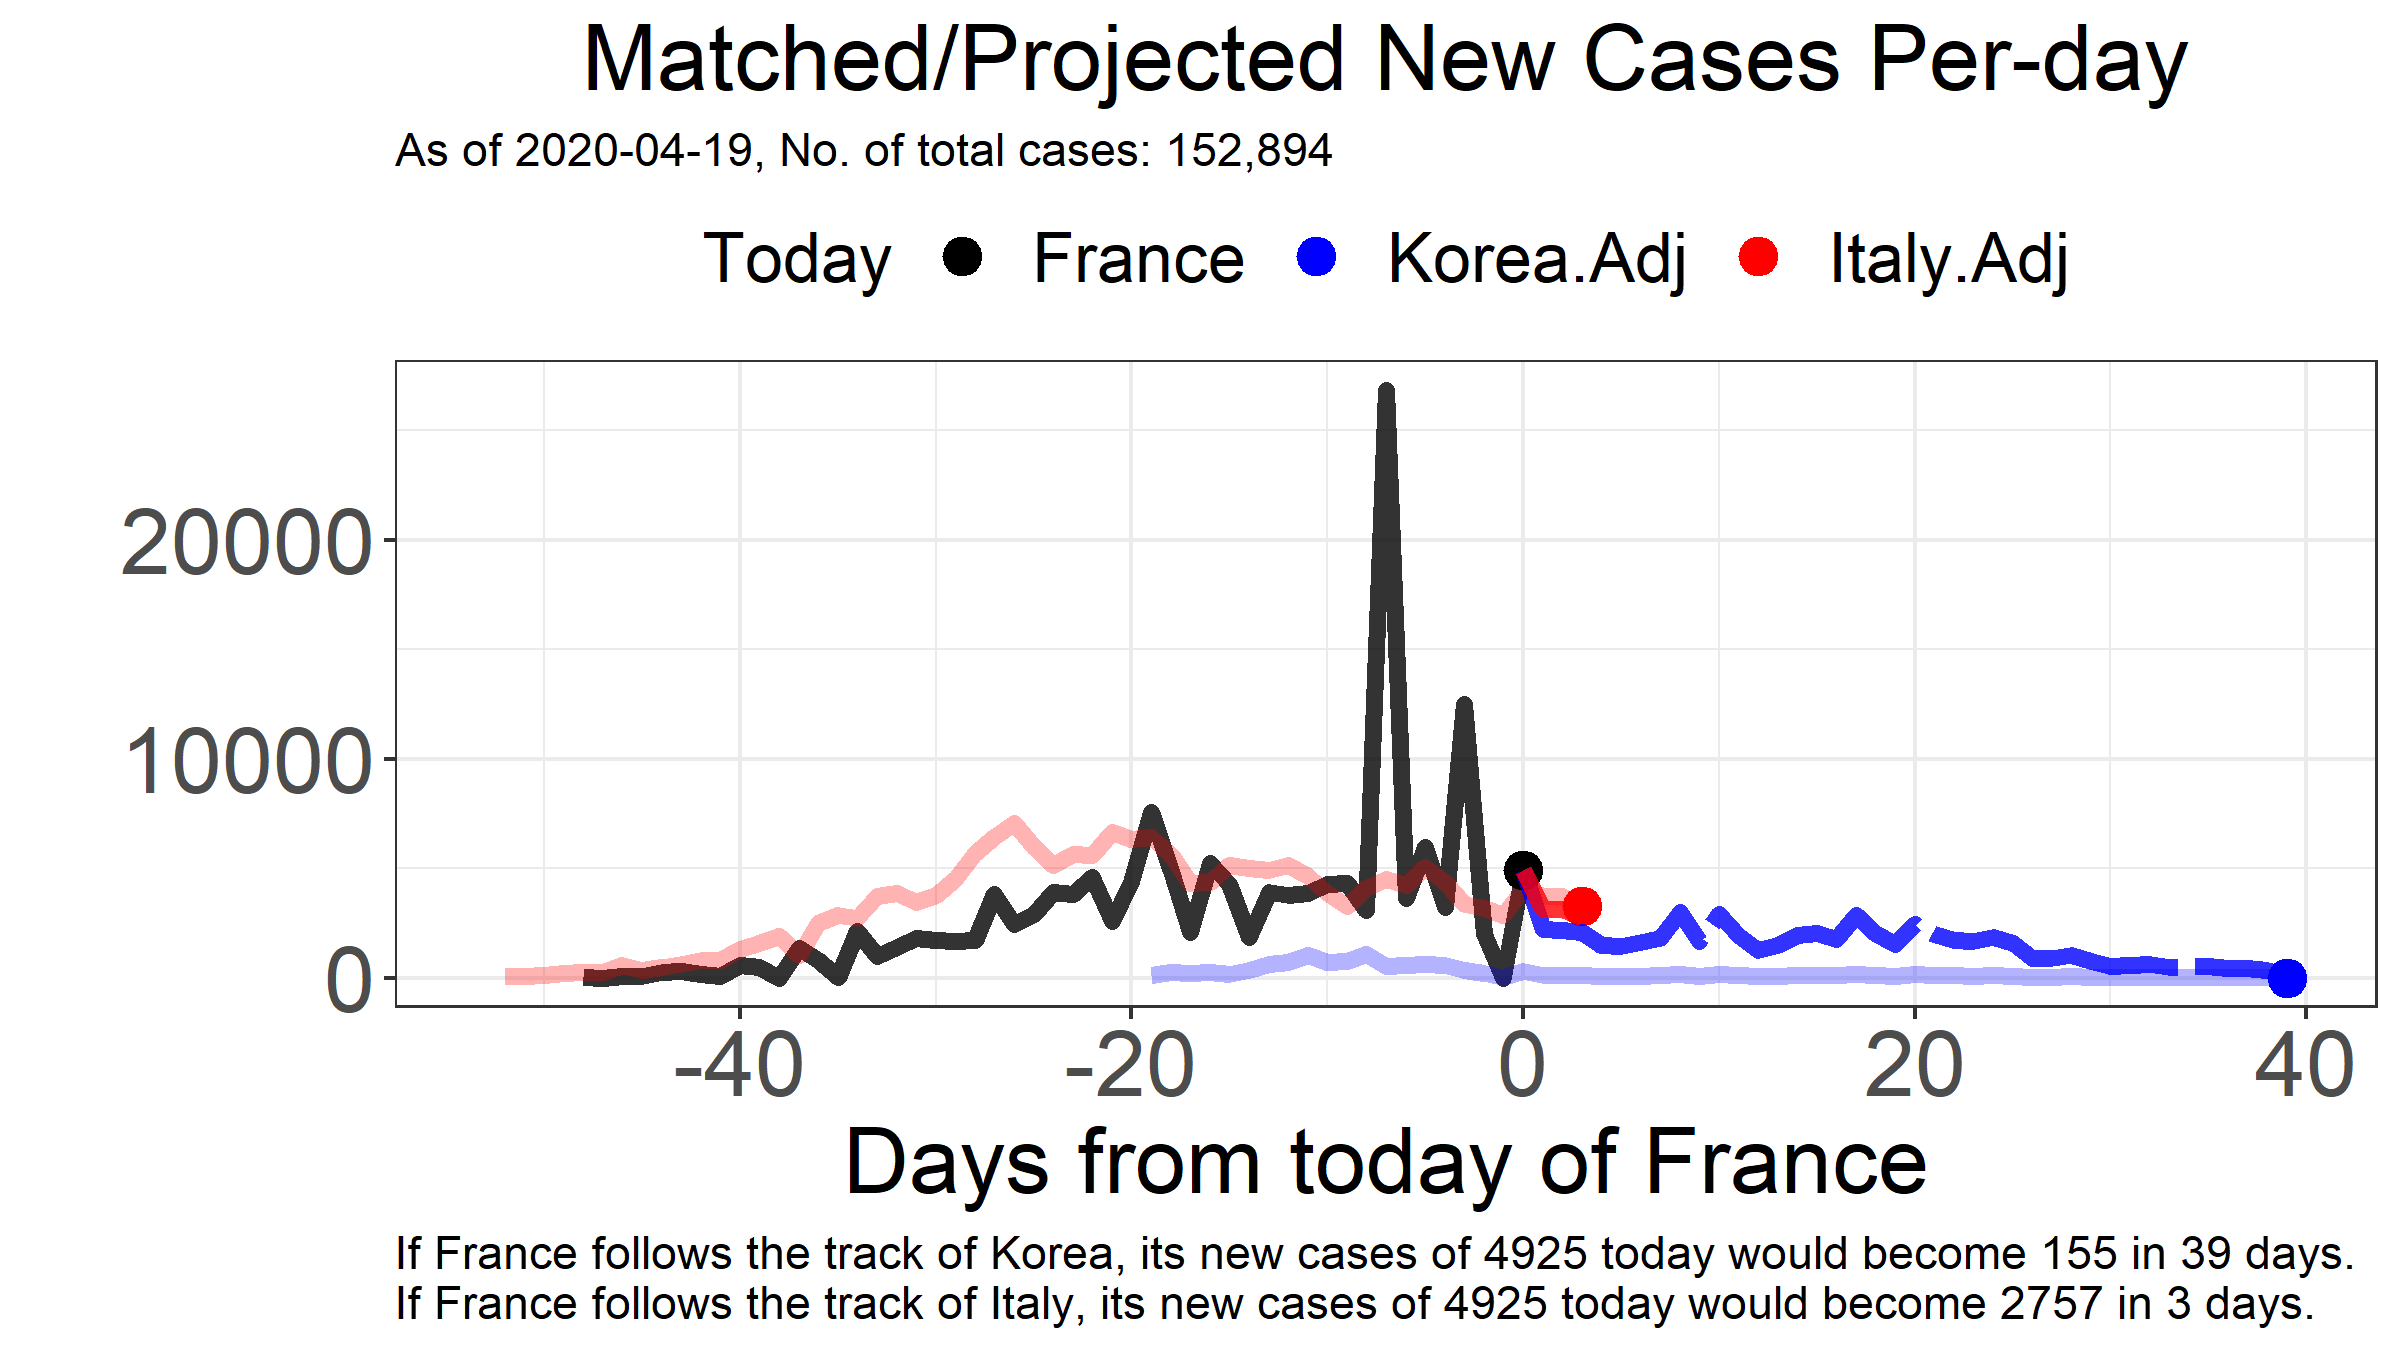 Matched/Projected New Cases Per-day
As of 2020-04-19, No. of total cases: 152,894
Today France Korea.Adj Italy.Adj
20000
10000
0
-40 -20 0 20 40
Days from today of France
If France follows the track of Korea, its new cases of 4925 today would become 155 in 39 days.
If France follows the track of Italy, its new cases of 4925 today would become 2757 in 3 days.